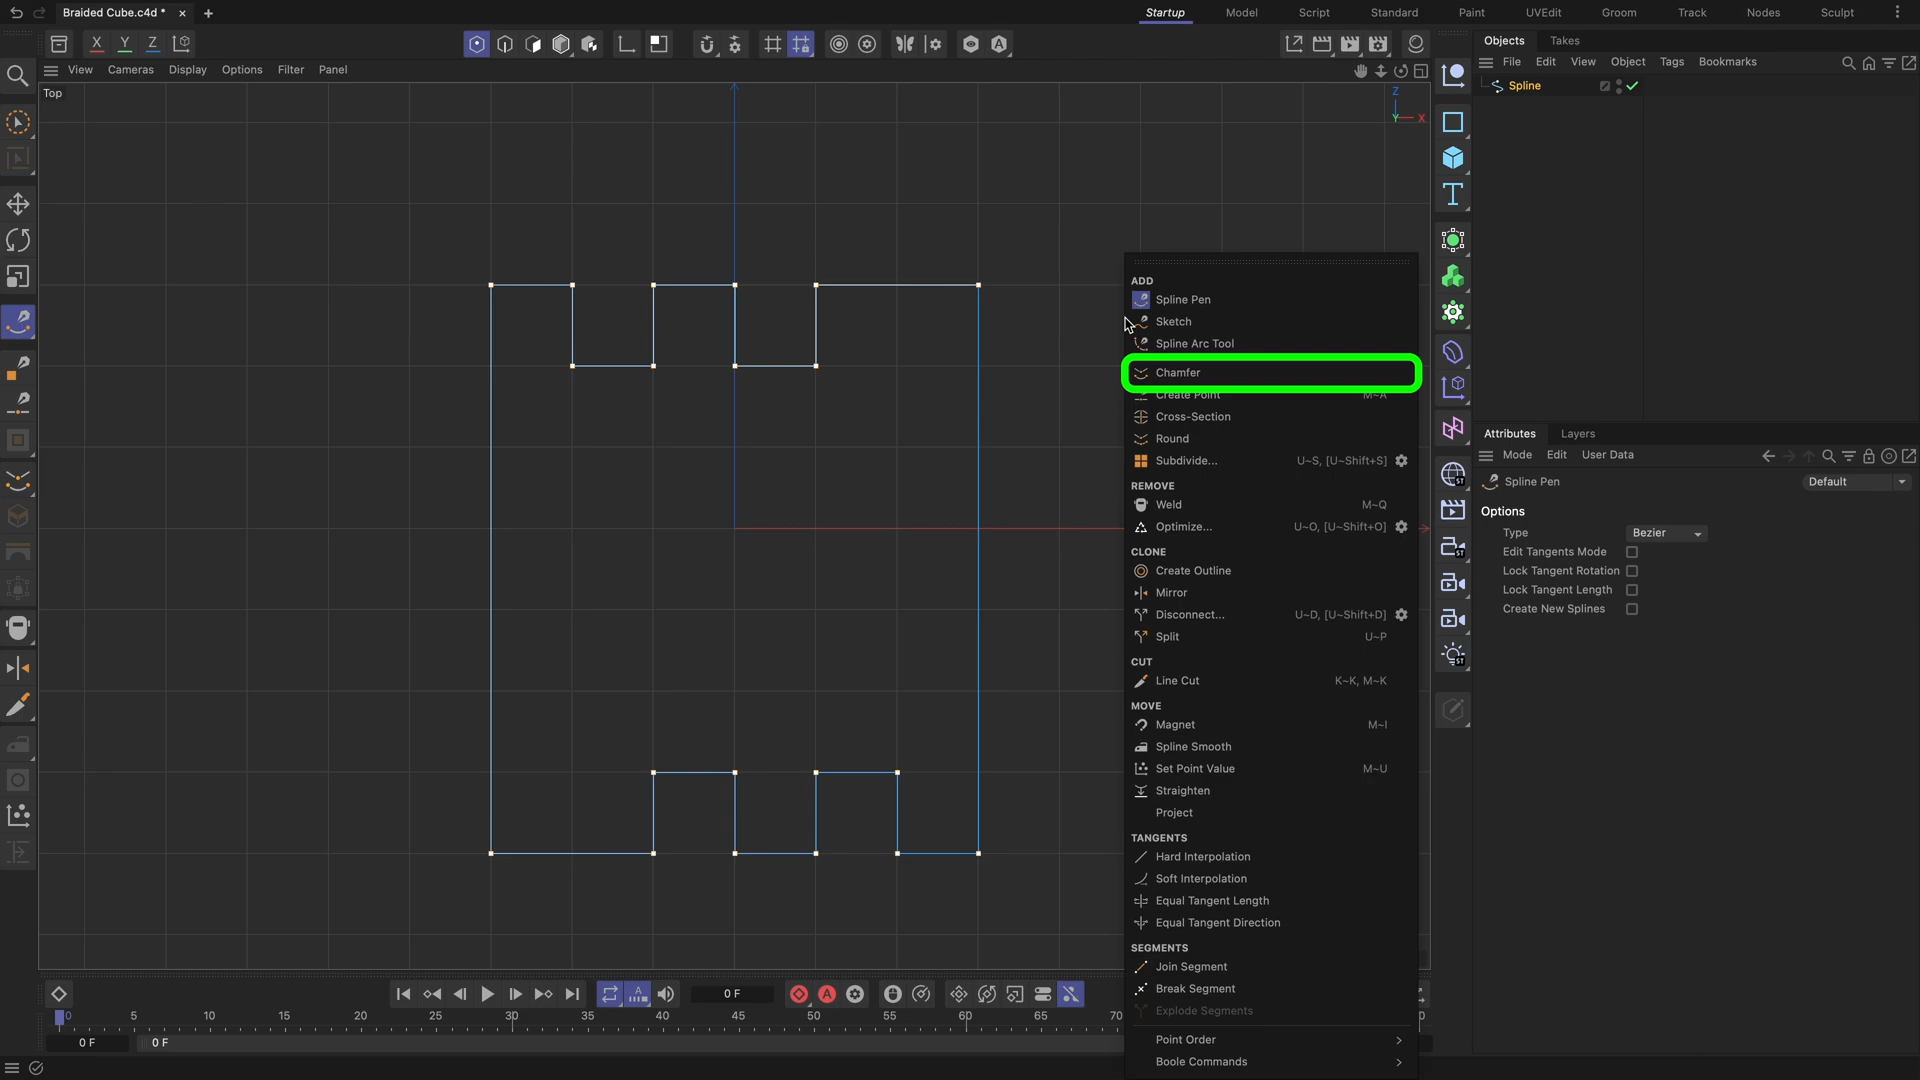 Braided Cube.c4d *
Startup
Model
Script
Standard
Paint
UVEdit
Groom
Track
Nodes
Sculpt
X
Y
Z
View
Cameras
Display
Options
Filter
Panel
Top
Z
Y
X
Objects
Takes
File
Edit
View
Object
Tags
Bookmarks
Spline
ADD
Spline Pen
Sketch
Spline Arc Tool
Chamfer
Create Point M~A
Cross-Section
Round
Subdivide... U~S, [U~Shift+S]
REMOVE
Weld M~Q
Optimize... U~O, [U~Shift+O]
CLONE
Create Outline
Mirror
Disconnect... U~D, [U~Shift+D]
Split U~P
CUT
Line Cut K~K, M~K
MOVE
Magnet M~I
Spline Smooth
Set Point Value M~U
Straighten
Project
TANGENTS
Hard Interpolation
Soft Interpolation
Equal Tangent Length
Equal Tangent Direction
SEGMENTS
Join Segment
Break Segment
Explode Segments
Point Order
Boole Commands
Attributes
Layers
Mode
Edit
User Data
Spline Pen
Default
Options
Type Bezier
Edit Tangents Mode
Lock Tangent Rotation
Lock Tangent Length
Create New Splines
0 F
0 5 10 15 20 25 30 35 40 45 50 55 60 65 70
0 F
0 F